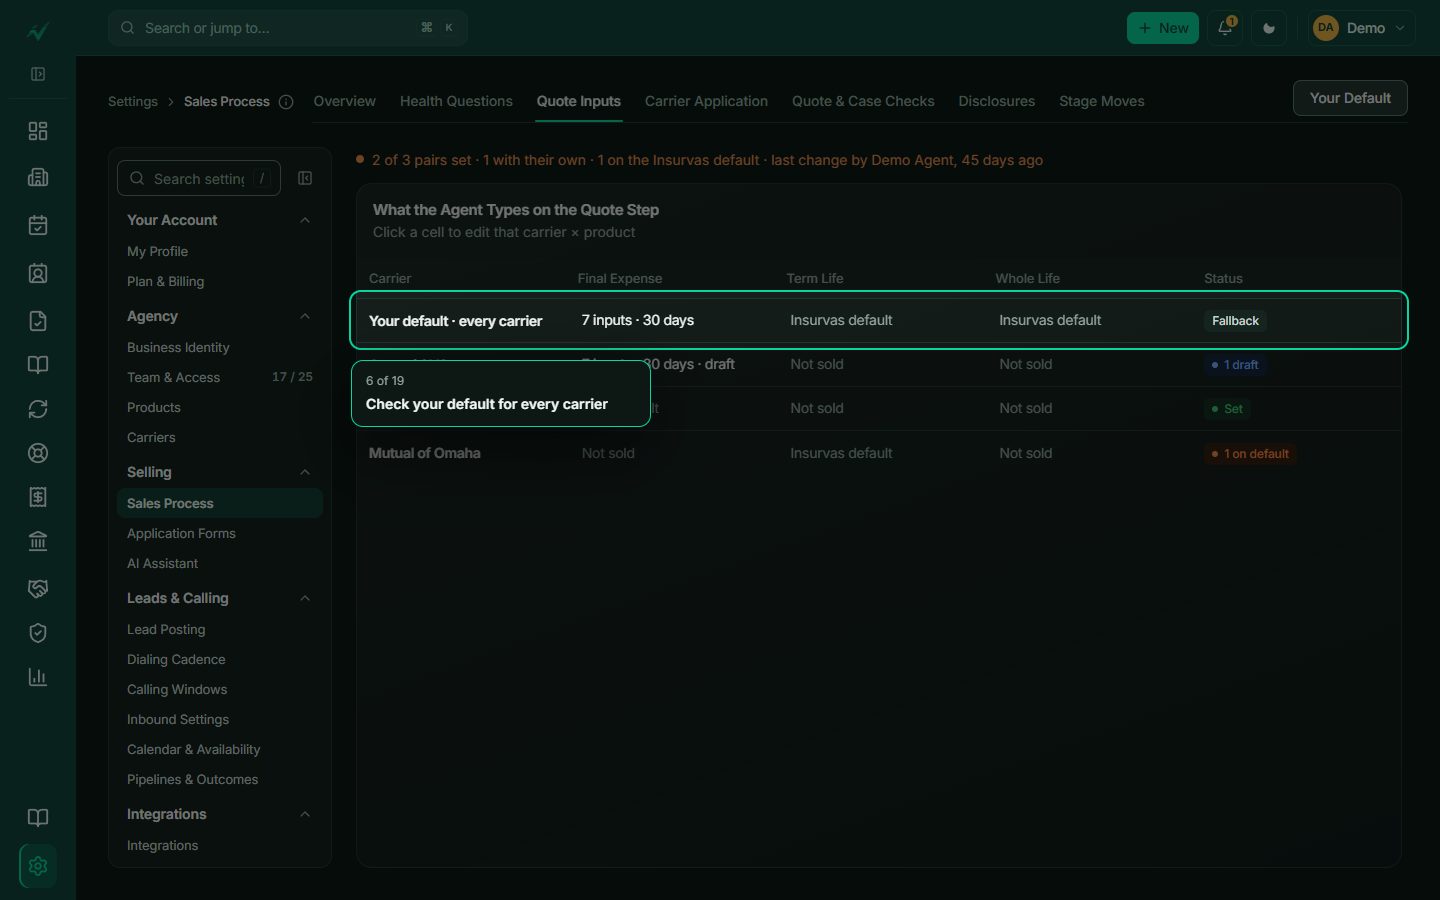 Search or jump to...
⌘ K
New
1
DA
Demo
Settings > Sales Process
Overview
Health Questions
Quote Inputs
Carrier Application
Quote & Case Checks
Disclosures
Stage Moves
Your Default
Search setting /
Your Account
My Profile
Plan & Billing
Agency
Business Identity
Team & Access 17 / 25
Products
Carriers
Selling
Sales Process
Application Forms
AI Assistant
Leads & Calling
Lead Posting
Dialing Cadence
Calling Windows
Inbound Settings
Calendar & Availability
Pipelines & Outcomes
Integrations
Integrations
2 of 3 pairs set · 1 with their own · 1 on the Insurvas default · last change by Demo Agent, 45 days ago
What the Agent Types on the Quote Step
Click a cell to edit that carrier × product
Carrier Final Expense Term Life Whole Life Status
Your default · every carrier 7 inputs · 30 days Insurvas default Insurvas default Fallback
30 days · draft Not sold Not sold 1 draft
6 of 19
Check your default for every carrier
Not sold Not sold Set
Mutual of Omaha Not sold Insurvas default Not sold 1 on default